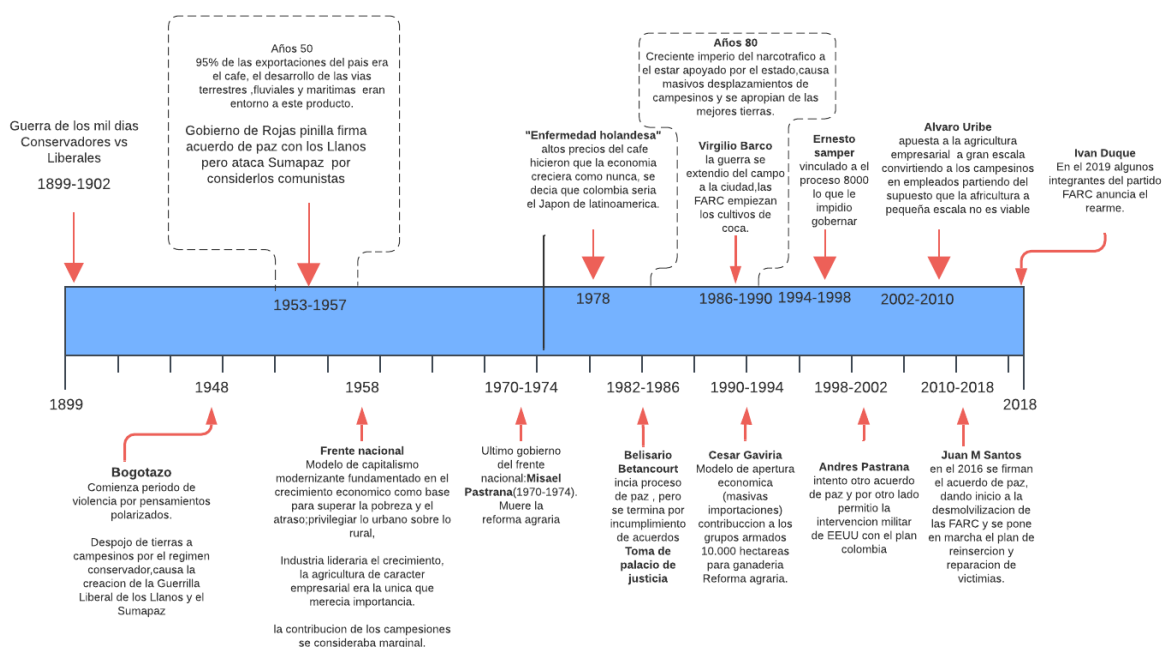 Guerra de los mil dias
Conservadores vs
Liberales
1899-1902
Años 50
95% de las exportaciones del pais era
el cafe, el desarrollo de las vias
terrestres ,fluviales y maritimas eran
entorno a este producto.
Gobierno de Rojas pinilla firma
acuerdo de paz con los Llanos
pero ataca Sumapaz por
considerlos comunistas
"Enfermedad holandesa"
altos precios del cafe
hicieron que la economia
creciera como nunca, se
decia que colombia seria
el Japon de latinoamerica.
Años 80
Creciente imperio del narcotrafico a
el estar apoyado por el estado,causa
masivos desplazamientos de
campesinos y se apropian de las
mejores tierras.
Virgilio Barco
la guerra se
extendio del campo
a la ciudad,las
FARC empiezan
los cultivos de
coca.
Ernesto
samper
vinculado a el
proceso 8000
lo que le
impidio
gobernar
Alvaro Uribe
apuesta a la agricultura
empresarial a gran escala
convirtiendo a los campesinos
en empleados partiendo del
supuesto que la africultura a
pequeña escala no es viable
Ivan Duque
En el 2019 algunos
integrantes del partido
FARC anuncia el
rearme.
1953-1957
1978
1986-1990
1994-1998
2002-2010
1899
1948
1958
1970-1974
1982-1986
1990-1994
1998-2002
2010-2018
2018
Bogotazo
Comienza periodo de
violencia por pensamientos
polarizados.
Despojo de tierras a
campesinos por el regimen
conservador,causa la
creacion de la Guerrilla
Liberal de los Llanos y el
Sumapaz
Frente nacional
Modelo de capitalismo
modernizante fundamentado en el
crecimiento economico como base
para superar la pobreza y el
atraso;privilegiar lo urbano sobre lo
rural,
Industria lideraria el crecimiento,
la agricultura de caracter
empresarial era la unica que
merecia importancia.
la contribucion de los campesiones
se consideraba marginal.
Ultimo gobierno
del frente
nacional:Misael
Pastrana(1970-1974).
Muere la
reforma agraria
Belisario
Betancourt
incia proceso
de paz , pero
se termina por
incumplimiento
de acuerdos
Toma de
palacio de
justicia
Cesar Gaviria
Modelo de apertura
economica
(masivas
importaciones)
contribuccion a los
grupos armados
10.000 hectareas
para ganaderia
Reforma agraria.
Andres Pastrana
intento otro acuerdo
de paz y por otro lado
permitio la
intervencion militar
de EEUU con el plan
colombia
Juan M Santos
en el 2016 se firman
el acuerdo de paz,
dando inicio a la
desmolvilizacion de
las FARC y se pone
en marcha el plan de
reinsercion y
reparacion de
victimias.